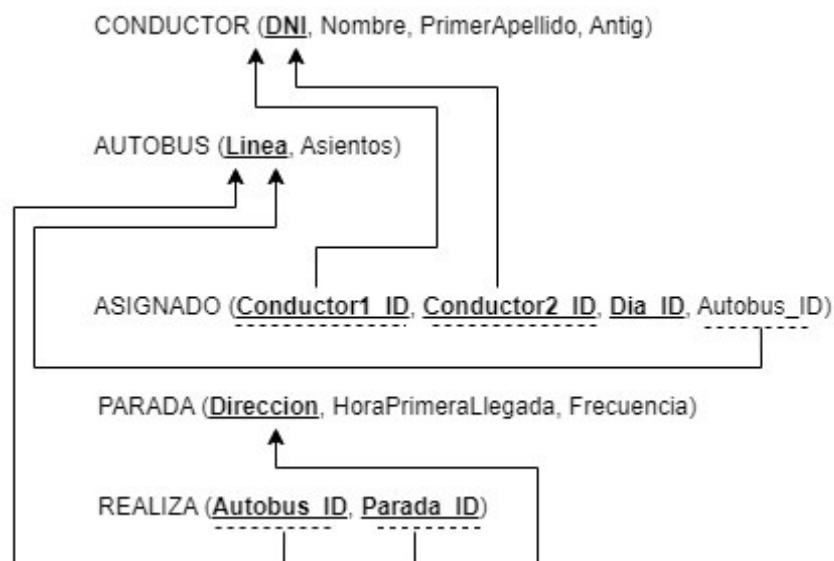 CONDUCTOR (DNI, Nombre, PrimerApellido, Antig)
AUTOBUS (Linea, Asientos)
ASIGNADO (Conductor1_ID, Conductor2_ID, Dia_ID, Autobus_ID)
PARADA (Direccion, HoraPrimeraLlegada, Frecuencia)
REALIZA (Autobus_ID, Parada_ID)